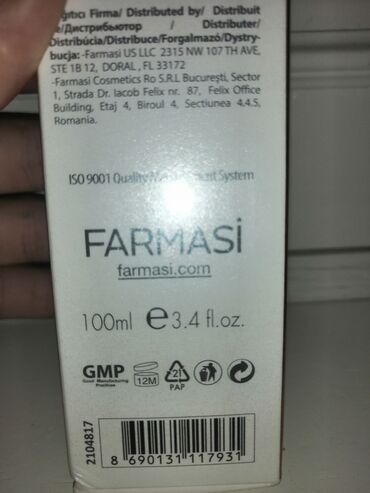 Firma/ Distributed by/ Distribuit
/Дистрибьютор / Distributer/
Distribúcia/Distribuce/Forgalmazó/Dystry-
bucja: -Farmasi US LLC 2315 NW 107 TH AVE,
STE 1B 12, DORAL , FL 33172
-Farmasi Cosmetics Ro S.R.L Bucureşti, Sector
1, Strada Dr. Iacob Felix nr. 87, Felix Office
Building, Etaj 4, Biroul 4, Sectiunea 4.4.S,
Romania.
ISO 9001 Quality Management System
FARMASi
farmasi.com
100ml e 3.4 fl.oz.
GMP
Good Manufacturing
Practices
12M
21
PAP
2104817
8 690131 117931